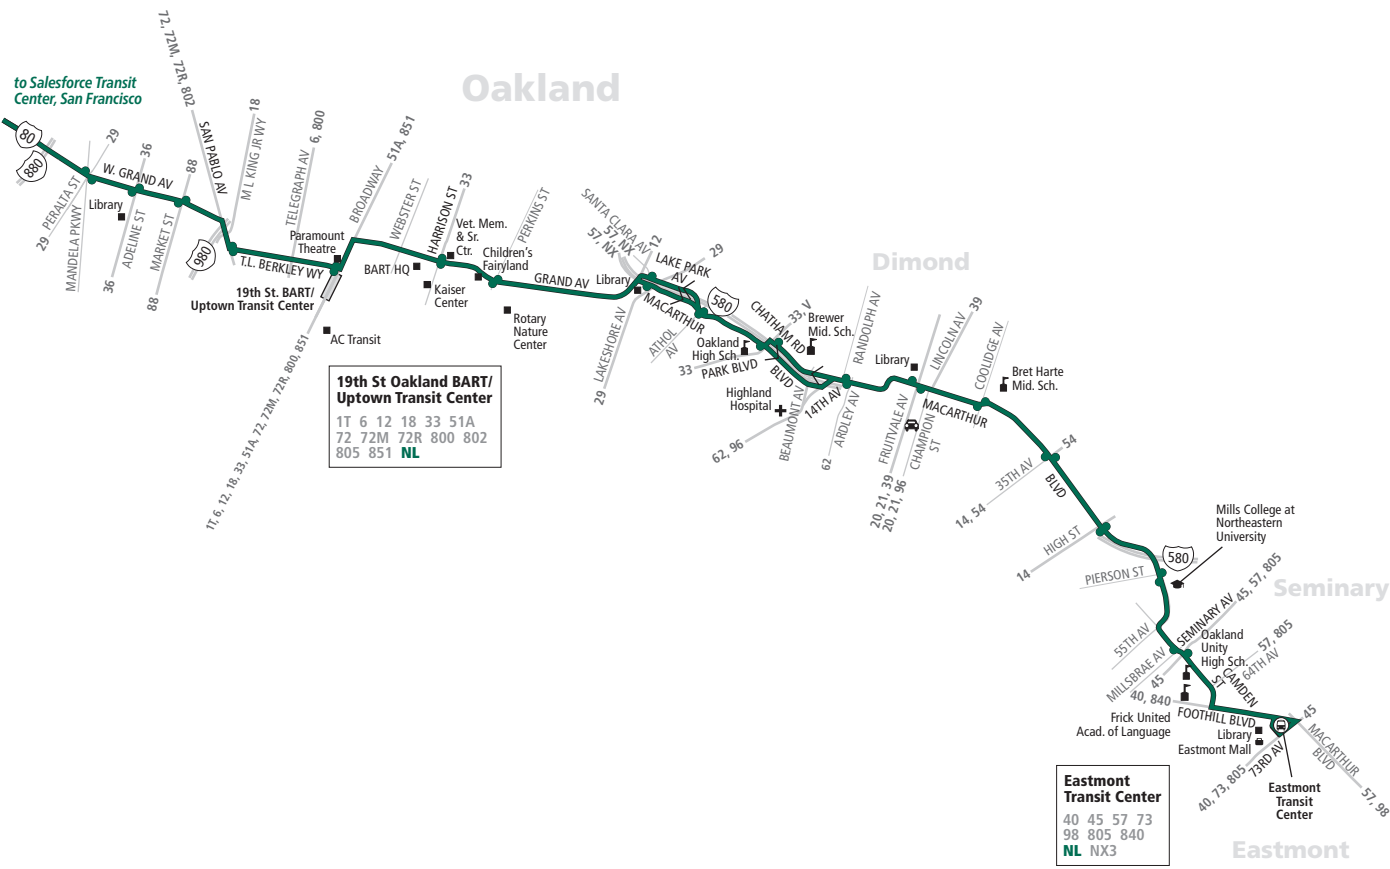 Oakland
to Salesforce Transit
Center, San Francisco
80
880
29
PERALTA ST
29
MANDELA PKWY
W. GRAND AV
Library
36
ADELINE ST
36
88
MARKET ST
88
72, 72M, 72R, 802
SAN PABLO AV
980
18
M L KING JR WY
T.L. BERKLEY WY
6, 800
TELEGRAPH AV
Paramount
Theatre
19th St. BART/
Uptown Transit Center
51A, 851
BROADWAY
1T, 6, 12, 18, 33, 51A, 72, 72M, 72R. 800, 851
AC Transit
WEBSTER ST
BART HQ
33
HARRISON ST
Kaiser
Center
Vet. Mem.
& Sr.
Ctr.
Children's
Fairyland
PERKINS ST
Rotary
Nature
Center
GRAND AV
19th St Oakland BART/
Uptown Transit Center
1T 6 12 18 33 51A
72 72M 72R 800 802
805 851 NL
SANTA CLARA AV
57, NX
57, NX
12
Library
LAKE PARK
AV
29
LAKESHORE AV
29
MACARTHUR
ATHOL
AV
580
CHATHAM RD
33, V
Brewer
Mid. Sch.
Oakland
High Sch.
33
PARK BLVD
BLVD
Highland
Hospital
62, 96
BEAUMONT AV
14TH AV
Dimond
RANDOLPH AV
ARDLEY AV
62
Library
FRUITVALE AV
20, 21, 39
LINCOLN AV
39
CHAMPION
ST
20, 21, 96
MACARTHUR
COOLIDGE AV
Bret Harte
Mid. Sch.
54
35TH AV
14, 54
BLVD
HIGH ST
14
580
PIERSON ST
Mills College at
Northeastern
University
Seminary
55TH AV
SEMINARY AV
45, 57, 805
MILLSBRAE AV
45
Oakland
Unity
High Sch.
57, 805
64TH AV
CAMDEN
ST
40, 840
Frick United
Acad. of Language
FOOTHILL BLVD
Library
Eastmont Mall
45
MACARTHUR
BLVD
57, 98
73RD AV
40, 73, 805
Eastmont
Transit
Center
Eastmont
Transit Center
40 45 57 73
98 805 840
NL NX3
Eastmont